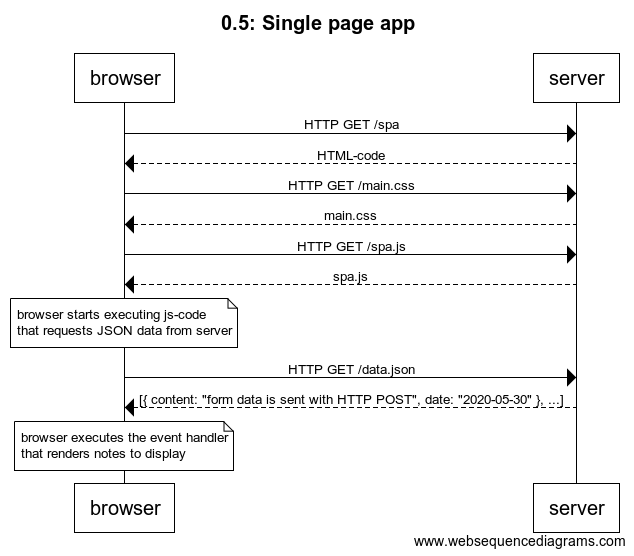 0.5: Single page app
browser
server
HTTP GET /spa
HTML-code
HTTP GET /main.css
main.css
HTTP GET /spa.js
spa.js
browser starts executing js-code
that requests JSON data from server
HTTP GET /data.json
[{ content: "form data is sent with HTTP POST", date: "2020-05-30" }, ...]
browser executes the event handler
that renders notes to display
browser
server
www.websequencediagrams.com